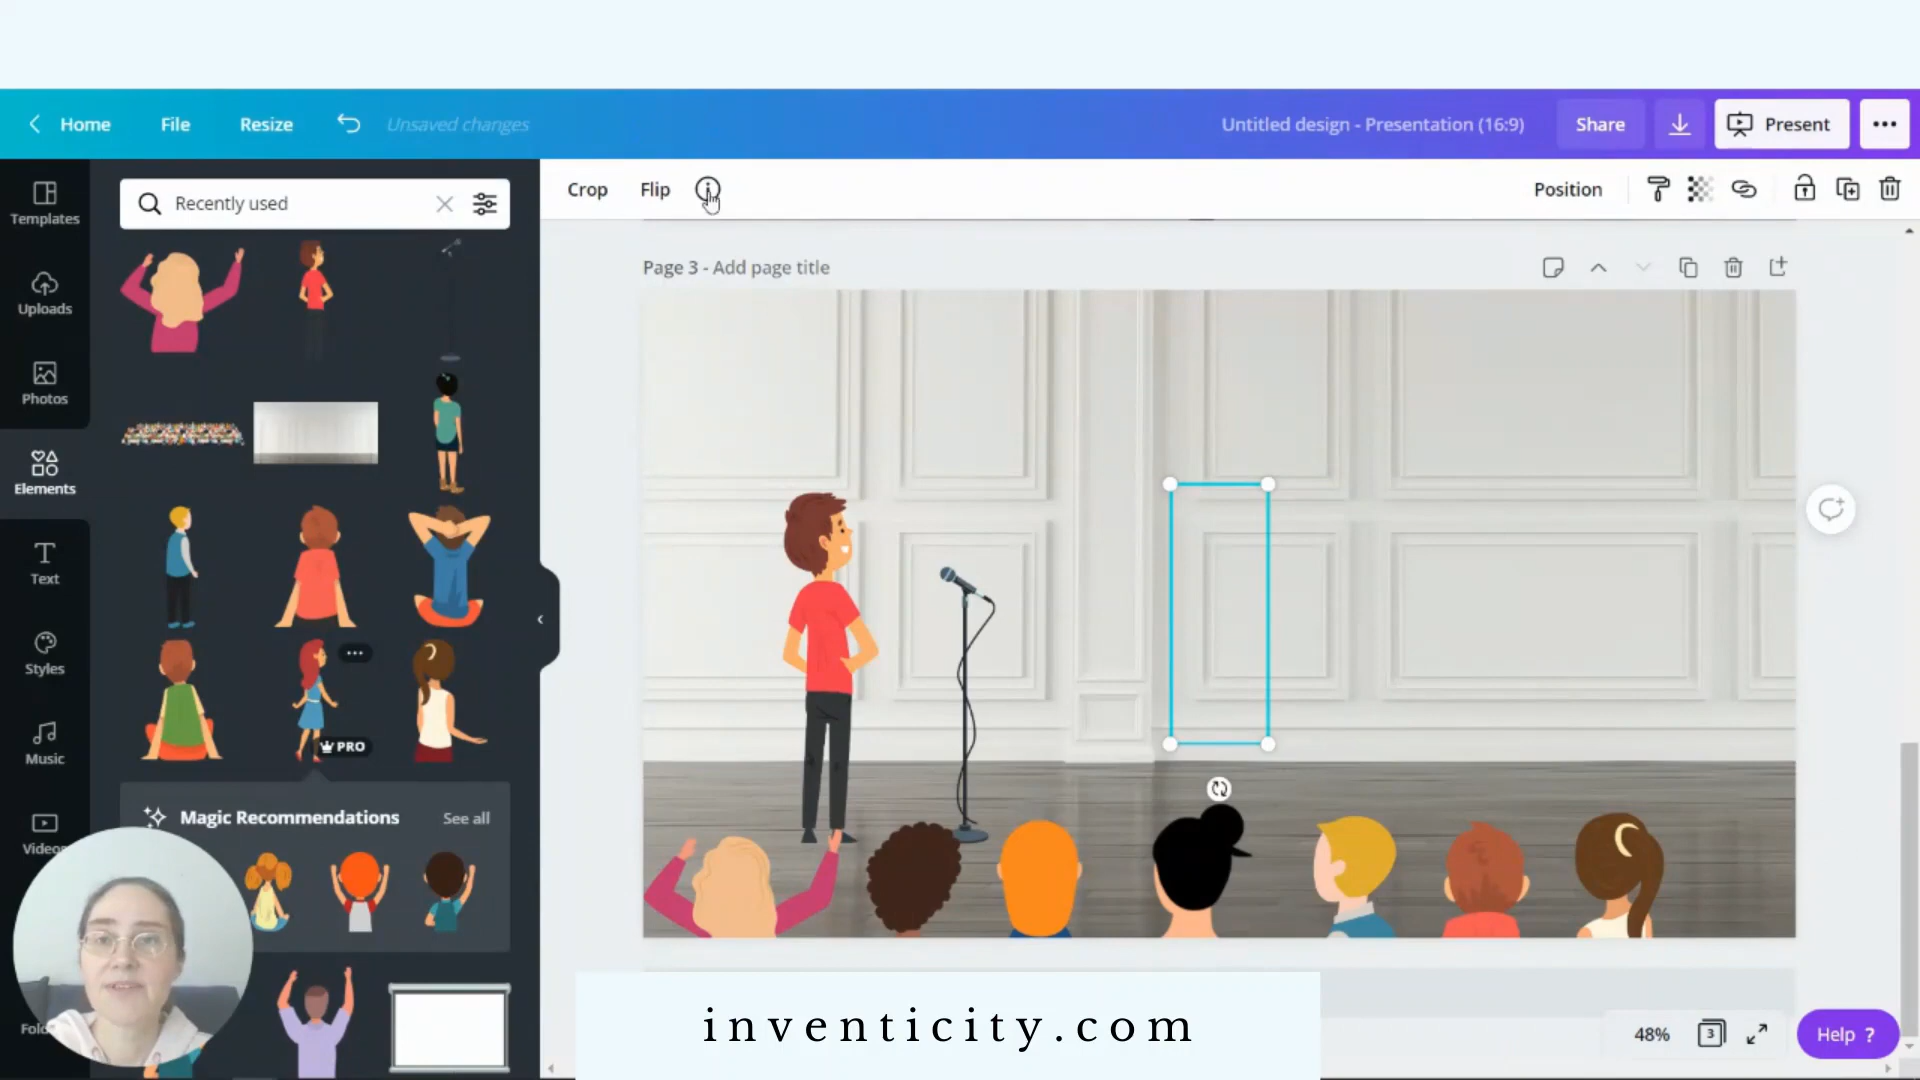 Home File Resize Unsaved changes Untitled design - Presentation (16:9) Share Present
Templates
Uploads
Photos
Elements
Text
Styles
Music
Recently used
Crop Flip Position
Page 3 - Add page title
PRO
Magic Recommendations See all
inventicity.com
48% 3 Help ?